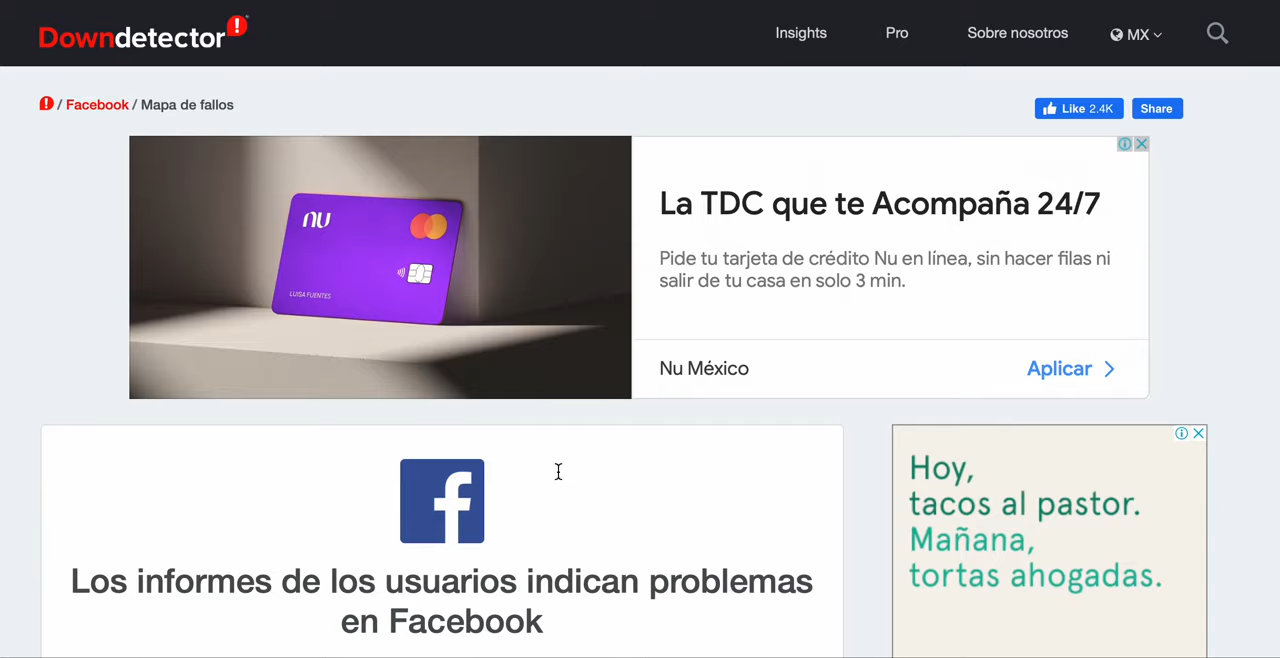 Downdetector
Insights
Pro
Sobre nosotros
MX
/ Facebook / Mapa de fallos
Like 2.4K
Share
nu
LUISA FUENTES
La TDC que te Acompaña 24/7
Pide tu tarjeta de crédito Nu en línea, sin hacer filas ni
salir de tu casa en solo 3 min.
Nu México
Aplicar
Los informes de los usuarios indican problemas
en Facebook
Hoy,
tacos al pastor.
Mañana,
tortas ahogadas.